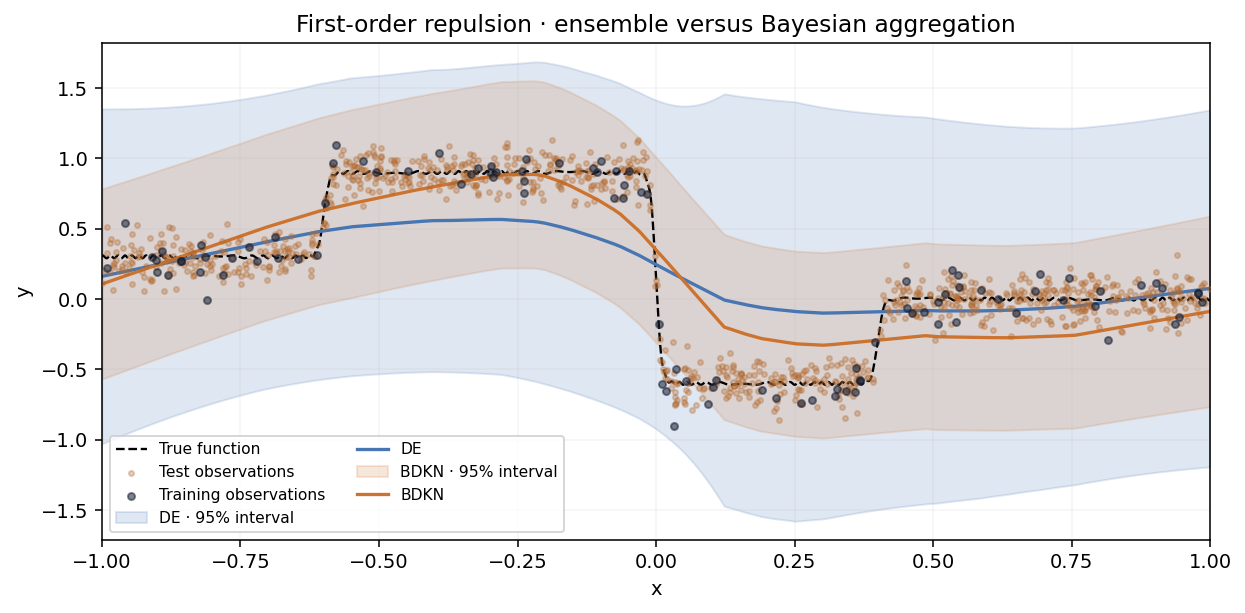 First-order repulsion · ensemble versus Bayesian aggregation
y
1.5
1.0
0.5
0.0
−0.5
−1.0
−1.5
True function
Test observations
Training observations
DE · 95% interval
DE
BDKN · 95% interval
BDKN
−1.00 −0.75 −0.50 −0.25 0.00 0.25 0.50 0.75 1.00
x